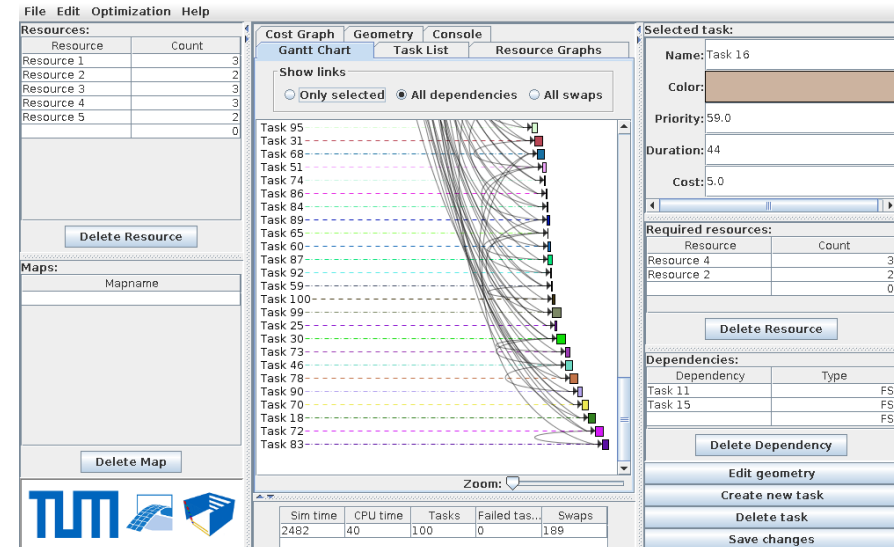 File Edit Optimization Help
Resources:
Resource Count
Resource 1 3
Resource 2 2
Resource 3 3
Resource 4 3
Resource 5 2
0
Delete Resource
Maps:
Mapname
Delete Map
TUM
Cost Graph Geometry Console
Gantt Chart Task List Resource Graphs
Show links
Only selected All dependencies All swaps
Task 95
Task 31
Task 68
Task 51
Task 74
Task 86
Task 84
Task 89
Task 65
Task 60
Task 87
Task 92
Task 59
Task 100
Task 99
Task 25
Task 30
Task 73
Task 46
Task 78
Task 90
Task 70
Task 18
Task 72
Task 83
Zoom:
Sim time CPU time Tasks Failed tas... Swaps
2482 40 100 0 189
Selected task:
Name: Task 16
Color:
Priority: 59.0
Duration: 44
Cost: 5.0
Required resources:
Resource Count
Resource 4 3
Resource 2 2
0
Delete Resource
Dependencies:
Dependency Type
Task 11 FS
Task 15 FS
FS
Delete Dependency
Edit geometry
Create new task
Delete task
Save changes